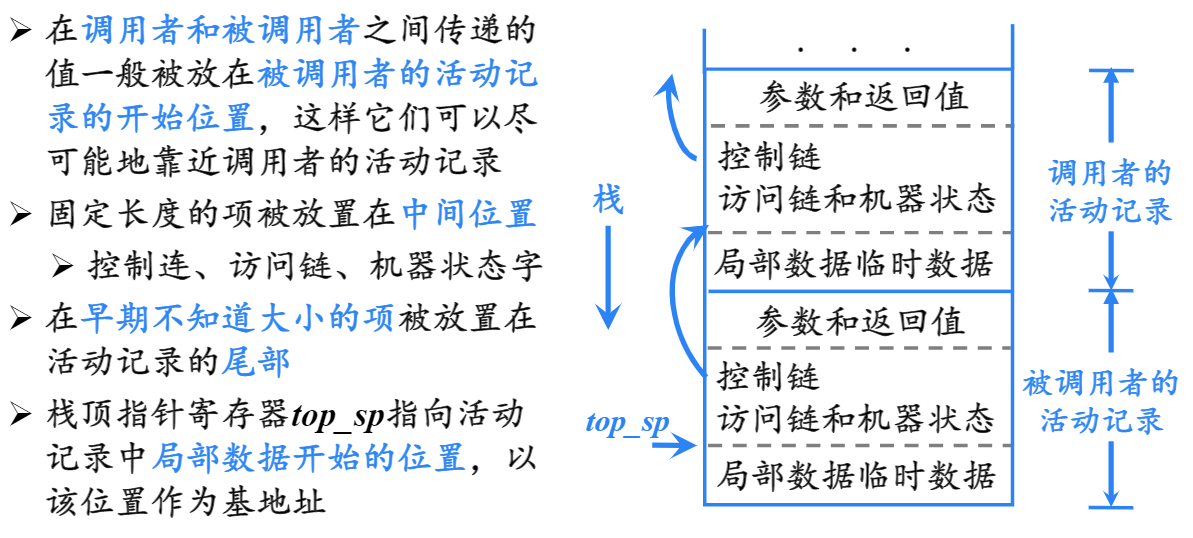 ➢ 在调用者和被调用者之间传递的
值一般被放在被调用者的活动记
录的开始位置，这样它们可以尽
可能地靠近调用者的活动记录
➢ 固定长度的项被放置在中间位置
➢ 控制连、访问链、机器状态字
➢ 在早期不知道大小的项被放置在
活动记录的尾部
➢ 栈顶指针寄存器top_sp指向活动
记录中局部数据开始的位置，以
该位置作为基地址
. . .
参数和返回值
控制链
访问链和机器状态
局部数据临时数据
参数和返回值
控制链
访问链和机器状态
局部数据临时数据
栈
top_sp
调用者的
活动记录
被调用者的
活动记录